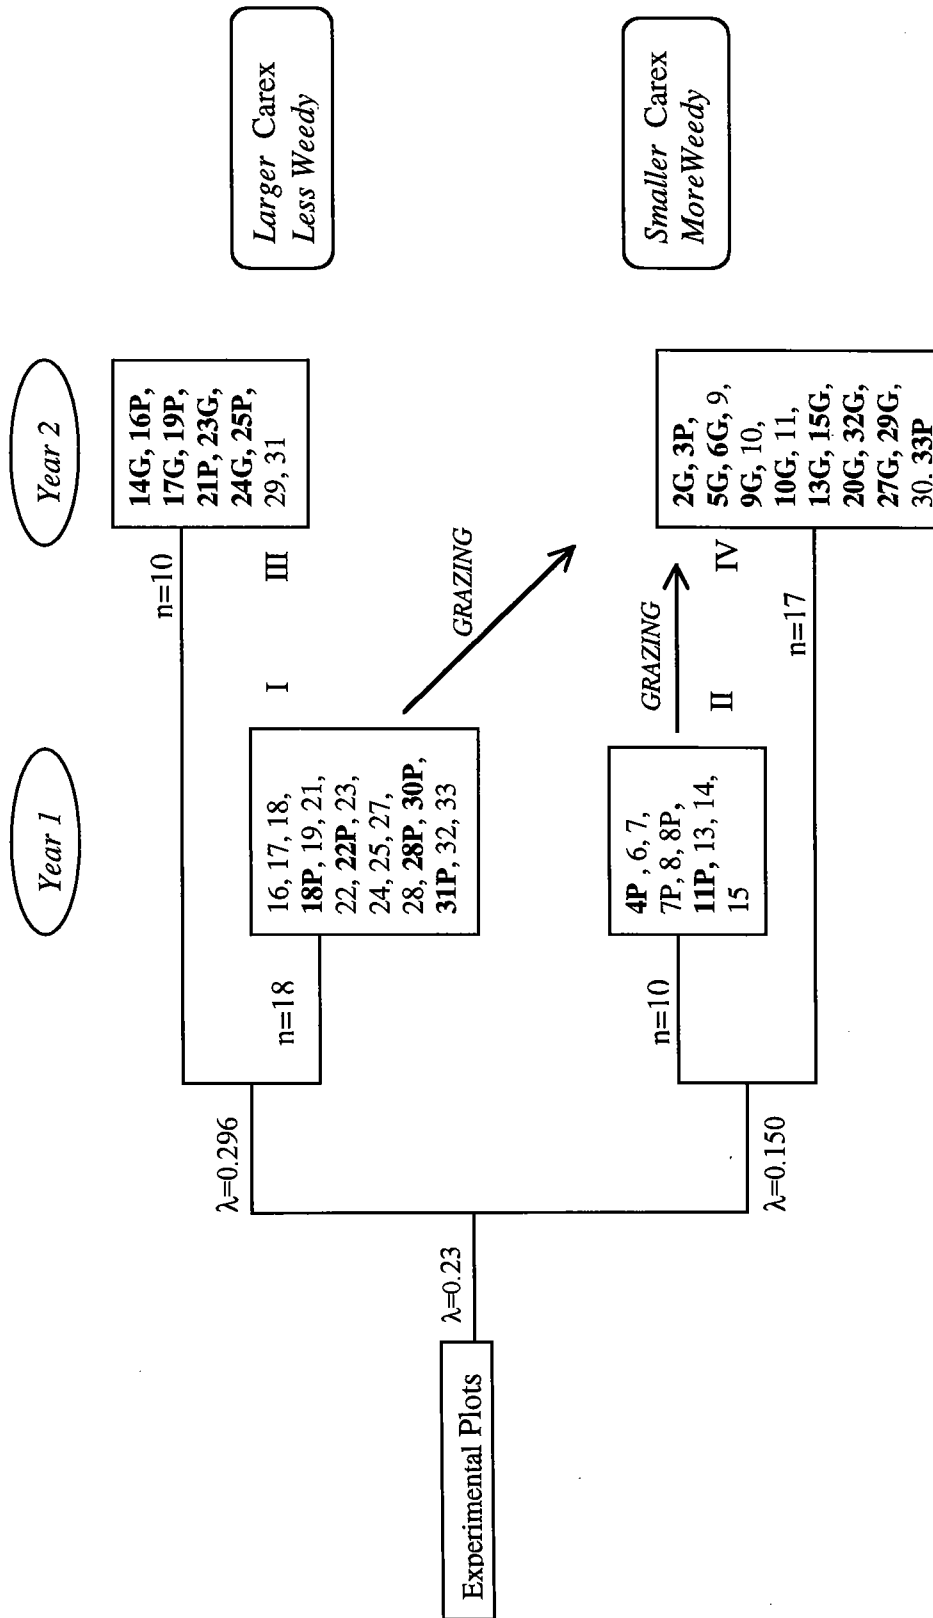 Experimental Plots
λ=0.23
λ=0.296
λ=0.150
Year 1
n=18
16, 17, 18,
18P, 19, 21,
22, 22P, 23,
24, 25, 27,
28, 28P, 30P,
31P, 32, 33
I
n=10
4P , 6, 7,
7P, 8, 8P,
11P, 13, 14,
15
II
GRAZING
GRAZING
Year 2
n=10
14G, 16P,
17G, 19P,
21P, 23G,
24G, 25P,
29, 31
III
n=17
2G, 3P,
5G, 6G, 9,
9G, 10,
10G, 11,
13G, 15G,
20G, 32G,
27G, 29G,
30, 33P
IV
Larger Carex
Less Weedy
Smaller Carex
MoreWeedy